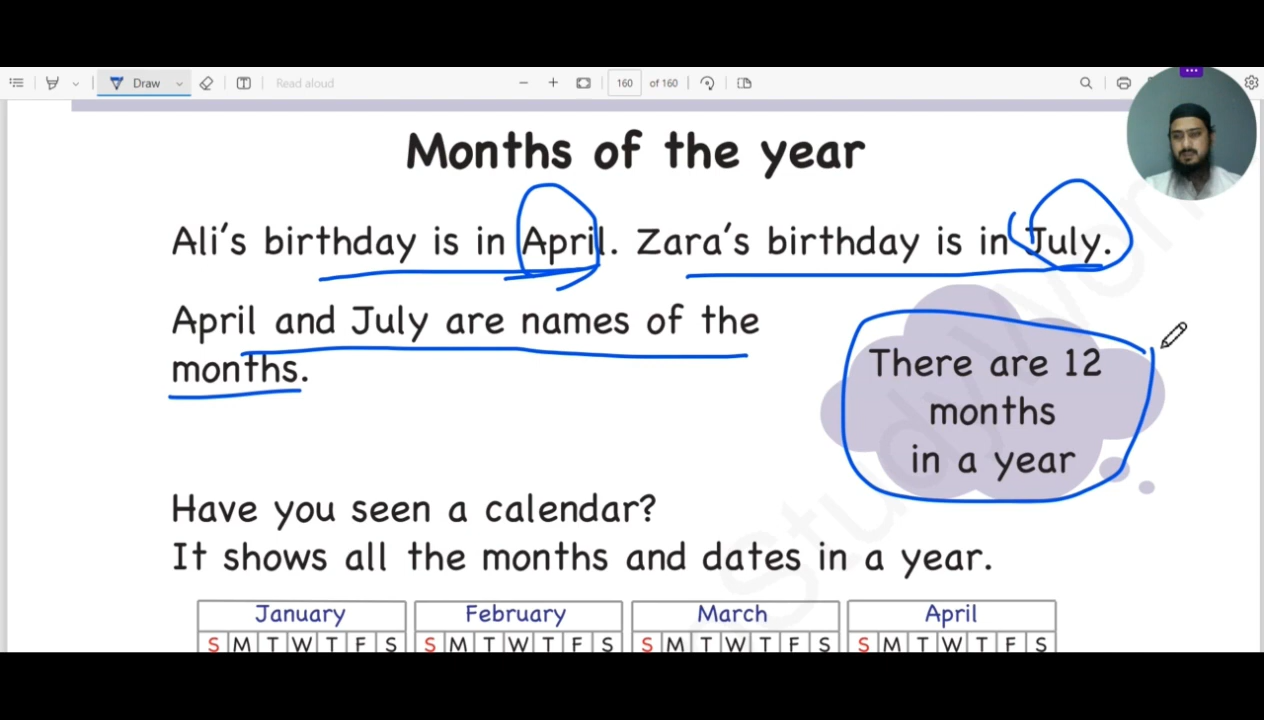 Draw
Read aloud
160 of 160
Months of the year
Ali's birthday is in April. Zara's birthday is in July.
April and July are names of the
months.
There are 12
months
in a year
Have you seen a calendar?
It shows all the months and dates in a year.
January February March April
S M T W T F S S M T W T F S S M T W T F S S M T W T F S